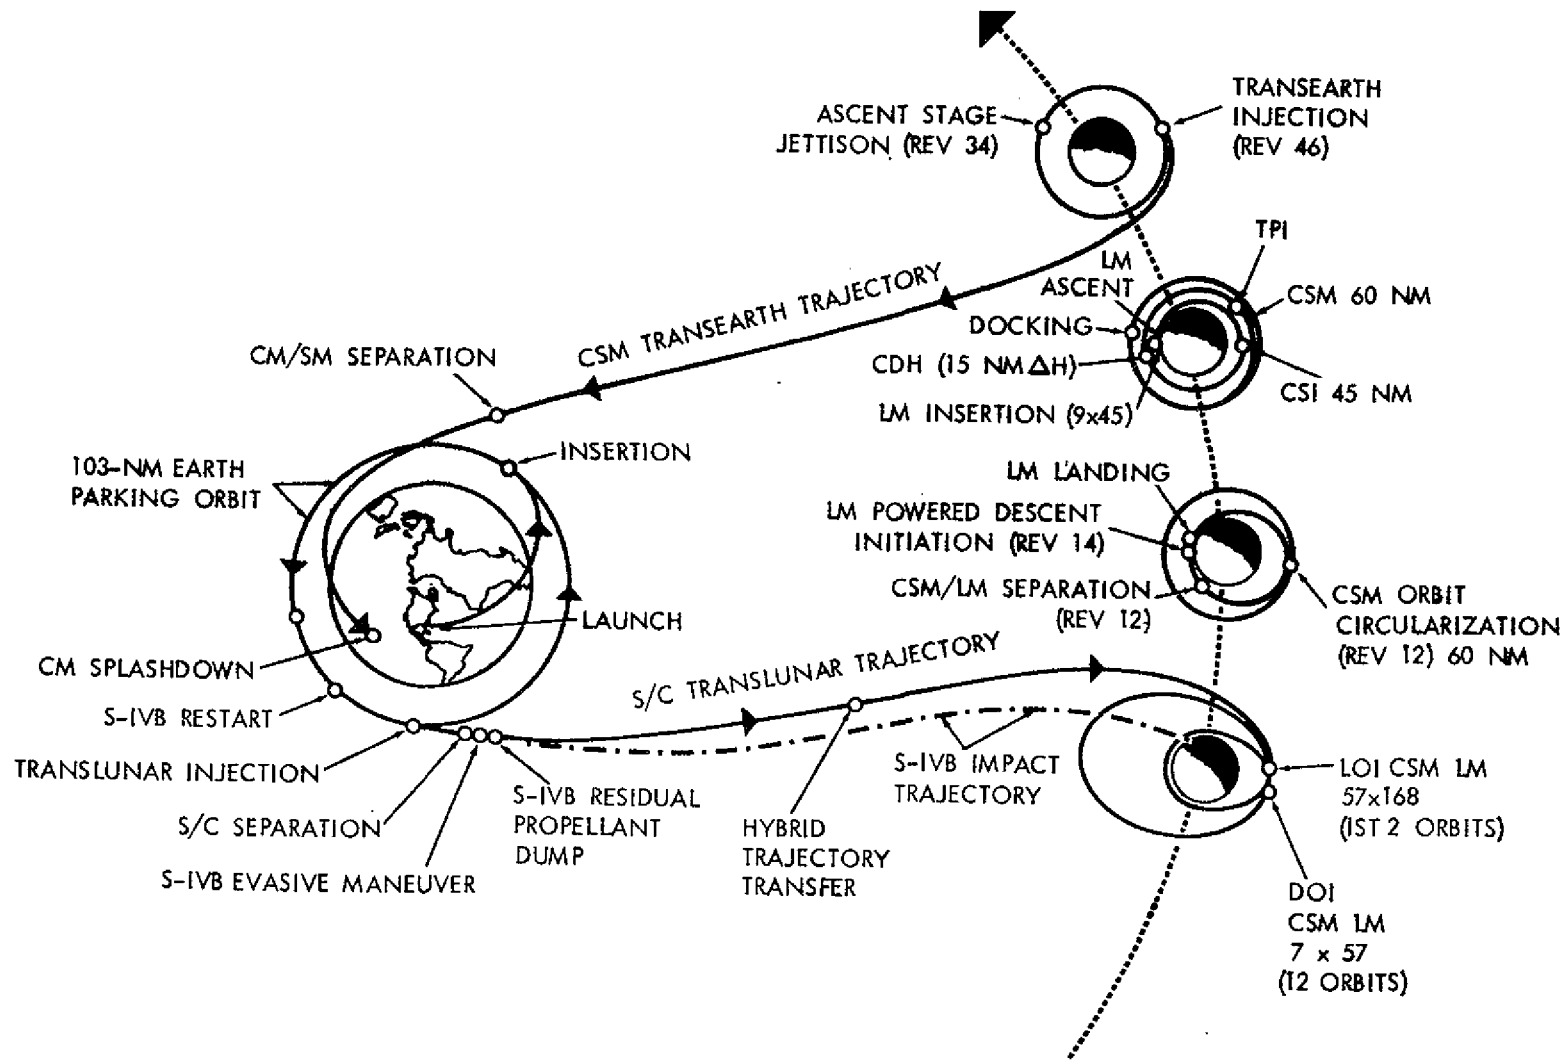 ASCENT STAGE
JETTISON (REV 34)
TRANSEARTH
INJECTION
(REV 46)
TPI
LM
ASCENT
CSM 60 NM
DOCKING
CDH (15 NM ΔH)
CSI 45 NM
LM INSERTION (9x45)
CSM TRANSEARTH TRAJECTORY
CM/SM SEPARATION
INSERTION
103-NM EARTH
PARKING ORBIT
LM LANDING
LM POWERED DESCENT
INITIATION (REV 14)
CSM/LM SEPARATION
(REV 12)
CSM ORBIT
CIRCULARIZATION
(REV 12) 60 NM
LAUNCH
CM SPLASHDOWN
S-IVB RESTART
TRANSLUNAR INJECTION
S/C SEPARATION
S-IVB EVASIVE MANEUVER
S-IVB RESIDUAL
PROPELLANT
DUMP
S/C TRANSLUNAR TRAJECTORY
HYBRID
TRAJECTORY
TRANSFER
S-IVB IMPACT
TRAJECTORY
LOI CSM LM
57x168
(1ST 2 ORBITS)
DOI
CSM LM
7 x 57
(12 ORBITS)